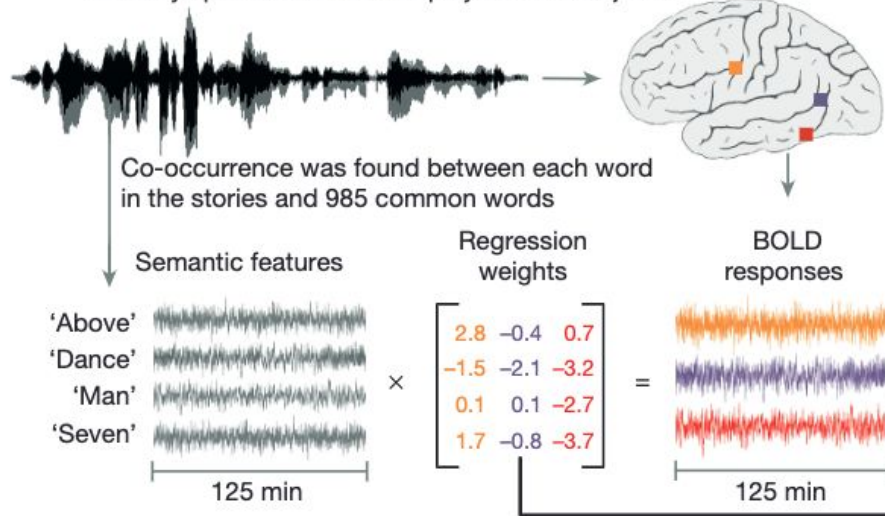 Co-occurrence was found between each word
in the stories and 985 common words
Semantic features
Regression
weights
BOLD
responses
‘Above’
‘Dance’
‘Man’
‘Seven’
×
2.8 −0.4 0.7
−1.5 −2.1 −3.2
0.1 0.1 −2.7
1.7 −0.8 −3.7
=
125 min
125 min